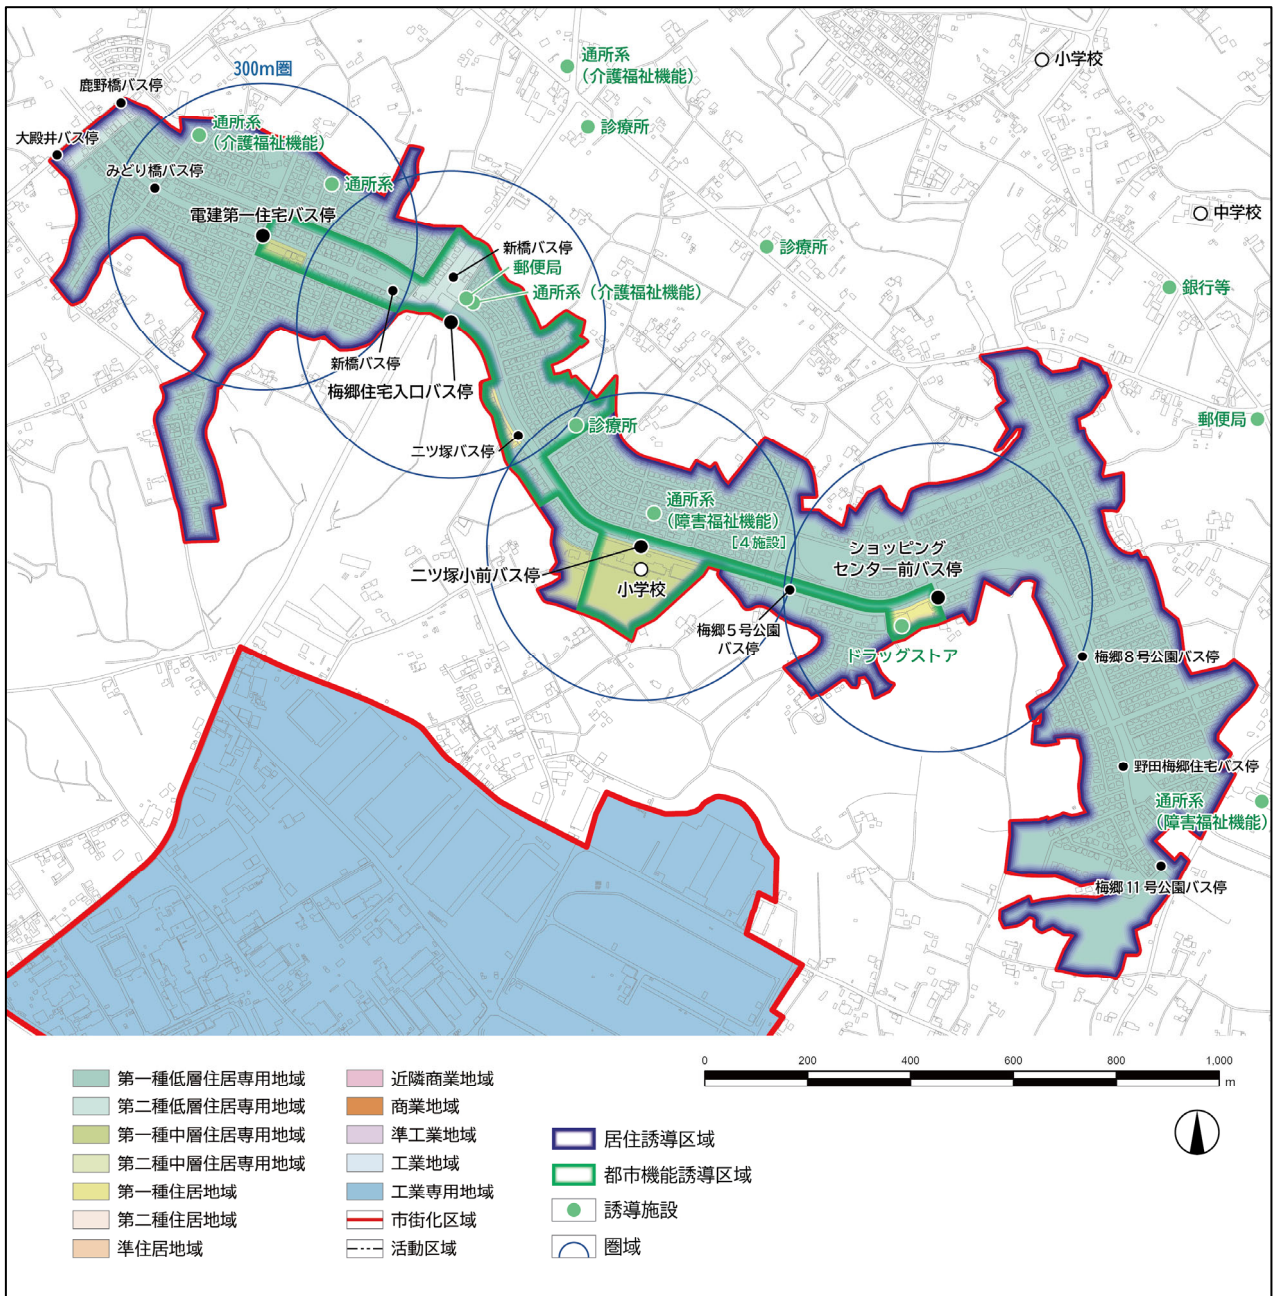 通所系
(介護福祉機能)
小学校
300m圏
鹿野橋バス停
通所系
(介護福祉機能)
診療所
大殿井バス停
みどり橋バス停
通所系
電建第一住宅バス停
中学校
新橋バス停
診療所
郵便局
通所系(介護福祉機能)
銀行等
新橋バス停
梅郷住宅入口バス停
郵便局
診療所
二ツ塚バス停
通所系
(障害福祉機能)
[4施設]
ショッピング
センター前バス停
二ツ塚小前バス停
小学校
梅郷5号公園
バス停
ドラッグストア
梅郷8号公園バス停
野田梅郷住宅バス停
通所系
(障害福祉機能)
梅郷11号公園バス停
0 200 400 600 800 1,000
m
第一種低層住居専用地域
第二種低層住居専用地域
第一種中層住居専用地域
第二種中層住居専用地域
第一種住居地域
第二種住居地域
準住居地域
近隣商業地域
商業地域
準工業地域
工業地域
工業専用地域
市街化区域
活動区域
居住誘導区域
都市機能誘導区域
誘導施設
圏域